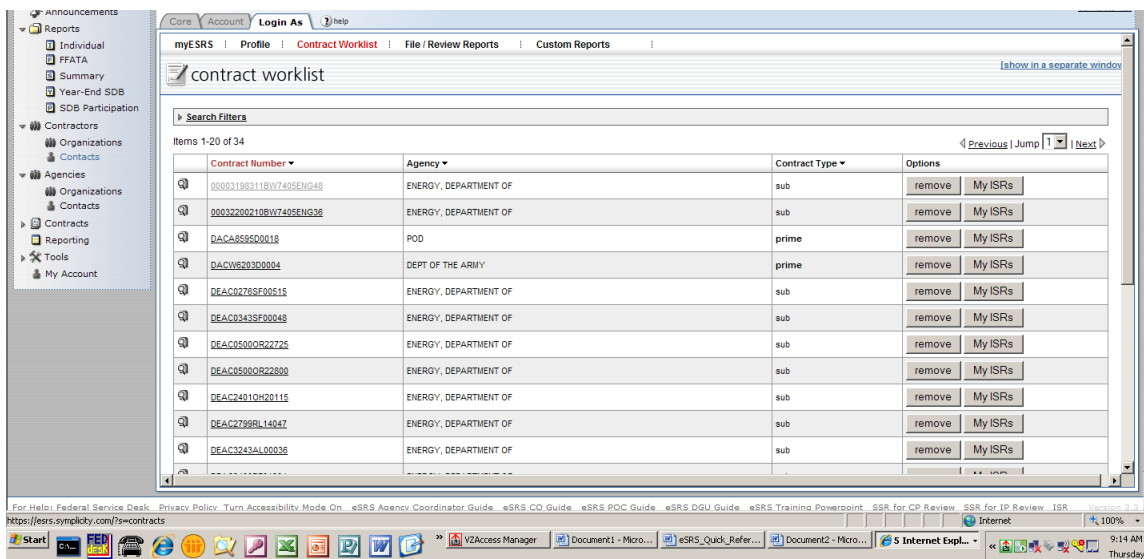 Announcements
Reports
Individual
FFATA
Summary
Year-End SDB
SDB Participation
Contractors
Organizations
Contacts
Agencies
Organizations
Contacts
Contracts
Reporting
Tools
My Account
Core Account Login As ? help
myESRS Profile Contract Worklist File / Review Reports Custom Reports
contract worklist
[show in a separate window
Search Filters
Items 1-20 of 34
Previous | Jump 1 | Next
Contract Number Agency Contract Type Options
00003198311BW7405ENG48 ENERGY, DEPARTMENT OF sub remove My ISRs
00032200210BW7405ENG36 ENERGY, DEPARTMENT OF sub remove My ISRs
DACA8595D0018 POD prime remove My ISRs
DACW6203D0004 DEPT OF THE ARMY prime remove My ISRs
DEAC0276SF00515 ENERGY, DEPARTMENT OF sub remove My ISRs
DEAC0343SF00048 ENERGY, DEPARTMENT OF sub remove My ISRs
DEAC0500OR22725 ENERGY, DEPARTMENT OF sub remove My ISRs
DEAC0500OR22800 ENERGY, DEPARTMENT OF sub remove My ISRs
DEAC2401OH20115 ENERGY, DEPARTMENT OF sub remove My ISRs
DEAC2799RL14047 ENERGY, DEPARTMENT OF sub remove My ISRs
DEAC3243AL00036 ENERGY, DEPARTMENT OF sub remove My ISRs
For Help: Federal Service Desk Privacy Policy Turn Accessibility Mode On eSRS Agency Coordinator Guide eSRS CO Guide eSRS POC Guide eSRS DGU Guide eSRS Training Powerpoint SSR for CP Review SSR for IP Review ISR Version 3.3
https://esrs.symplicity.com/?s=contracts Internet 100%
Start FED desk VZAccess Manager Document1 - Micro... eSRS_Quick_Refer... Document2 - Micro... 5 Internet Expl... 9:14 AM
Thursday